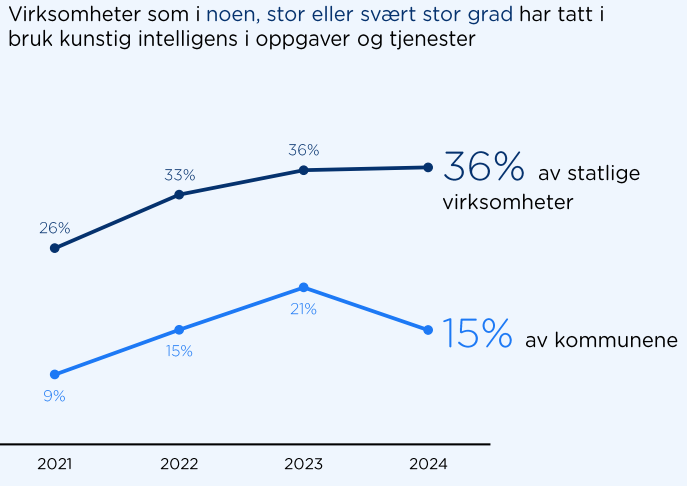 Virksomheter som i noen, stor eller svært stor grad har tatt i
bruk kunstig intelligens i oppgaver og tjenester
36%
33%
36% av statlige
virksomheter
26%
21%
15% av kommunene
15%
9%
2021 2022 2023 2024